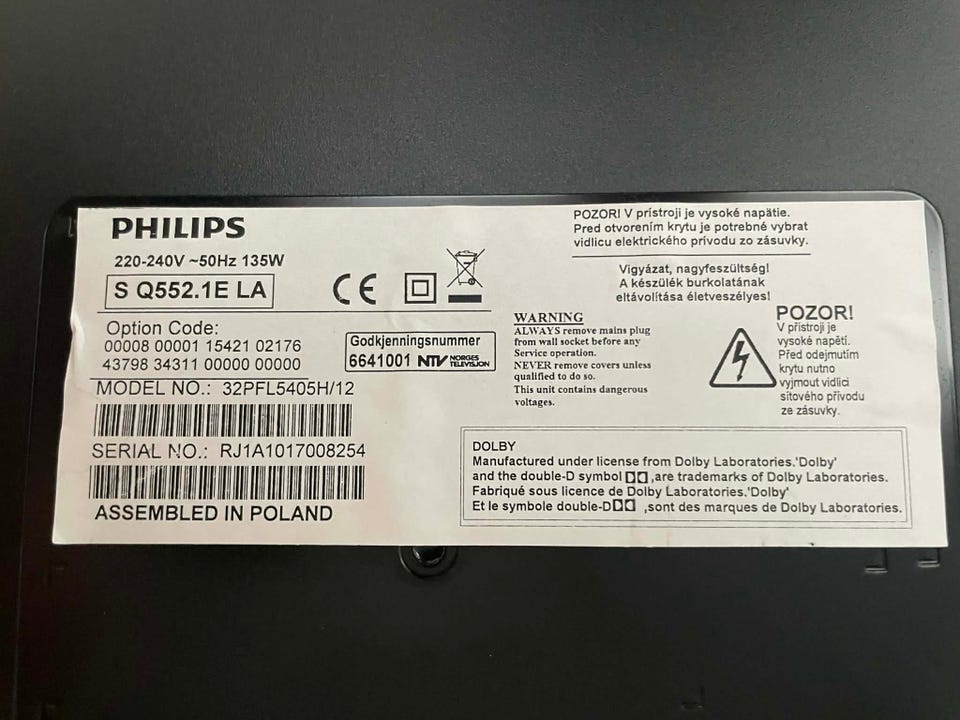 PHILIPS
220-240V ~50Hz 135W
S Q552.1E LA
Option Code:
00008 00001 15421 02176
43798 34311 00000 00000
Godkjenningsnummer
6641001 NTV NORGES
TELEVISJON
MODEL NO.: 32PFL5405H/12
SERIAL NO.: RJ1A1017008254
ASSEMBLED IN POLAND
POZOR! V prístroji je vysoké napätie.
Pred otvorením krytu je potrebné vybrat
vidlicu elektrického prívodu zo zásuvky.
Vigyázat, nagyfeszültség!
A készülék burkolatának
eltávolítása életveszélyes!
WARNING
ALWAYS remove mains plug
from wall socket before any
Service operation.
NEVER remove covers unless
qualified to do so.
This unit contains dangerous
voltages.
POZOR!
V přístroji je
vysoké napětí.
Před odejmutím
krytu nutno
vyjmout vidlici
síťového přívodu
ze zásuvky.
DOLBY
Manufactured under license from Dolby Laboratories.'Dolby'
and the double-D symbol ,are trademarks of Dolby Laboratories.
Fabriqué sous licence de Dolby Laboratories.'Dolby'
Et le symbole double-D ,sont des marques de Dolby Laboratories.